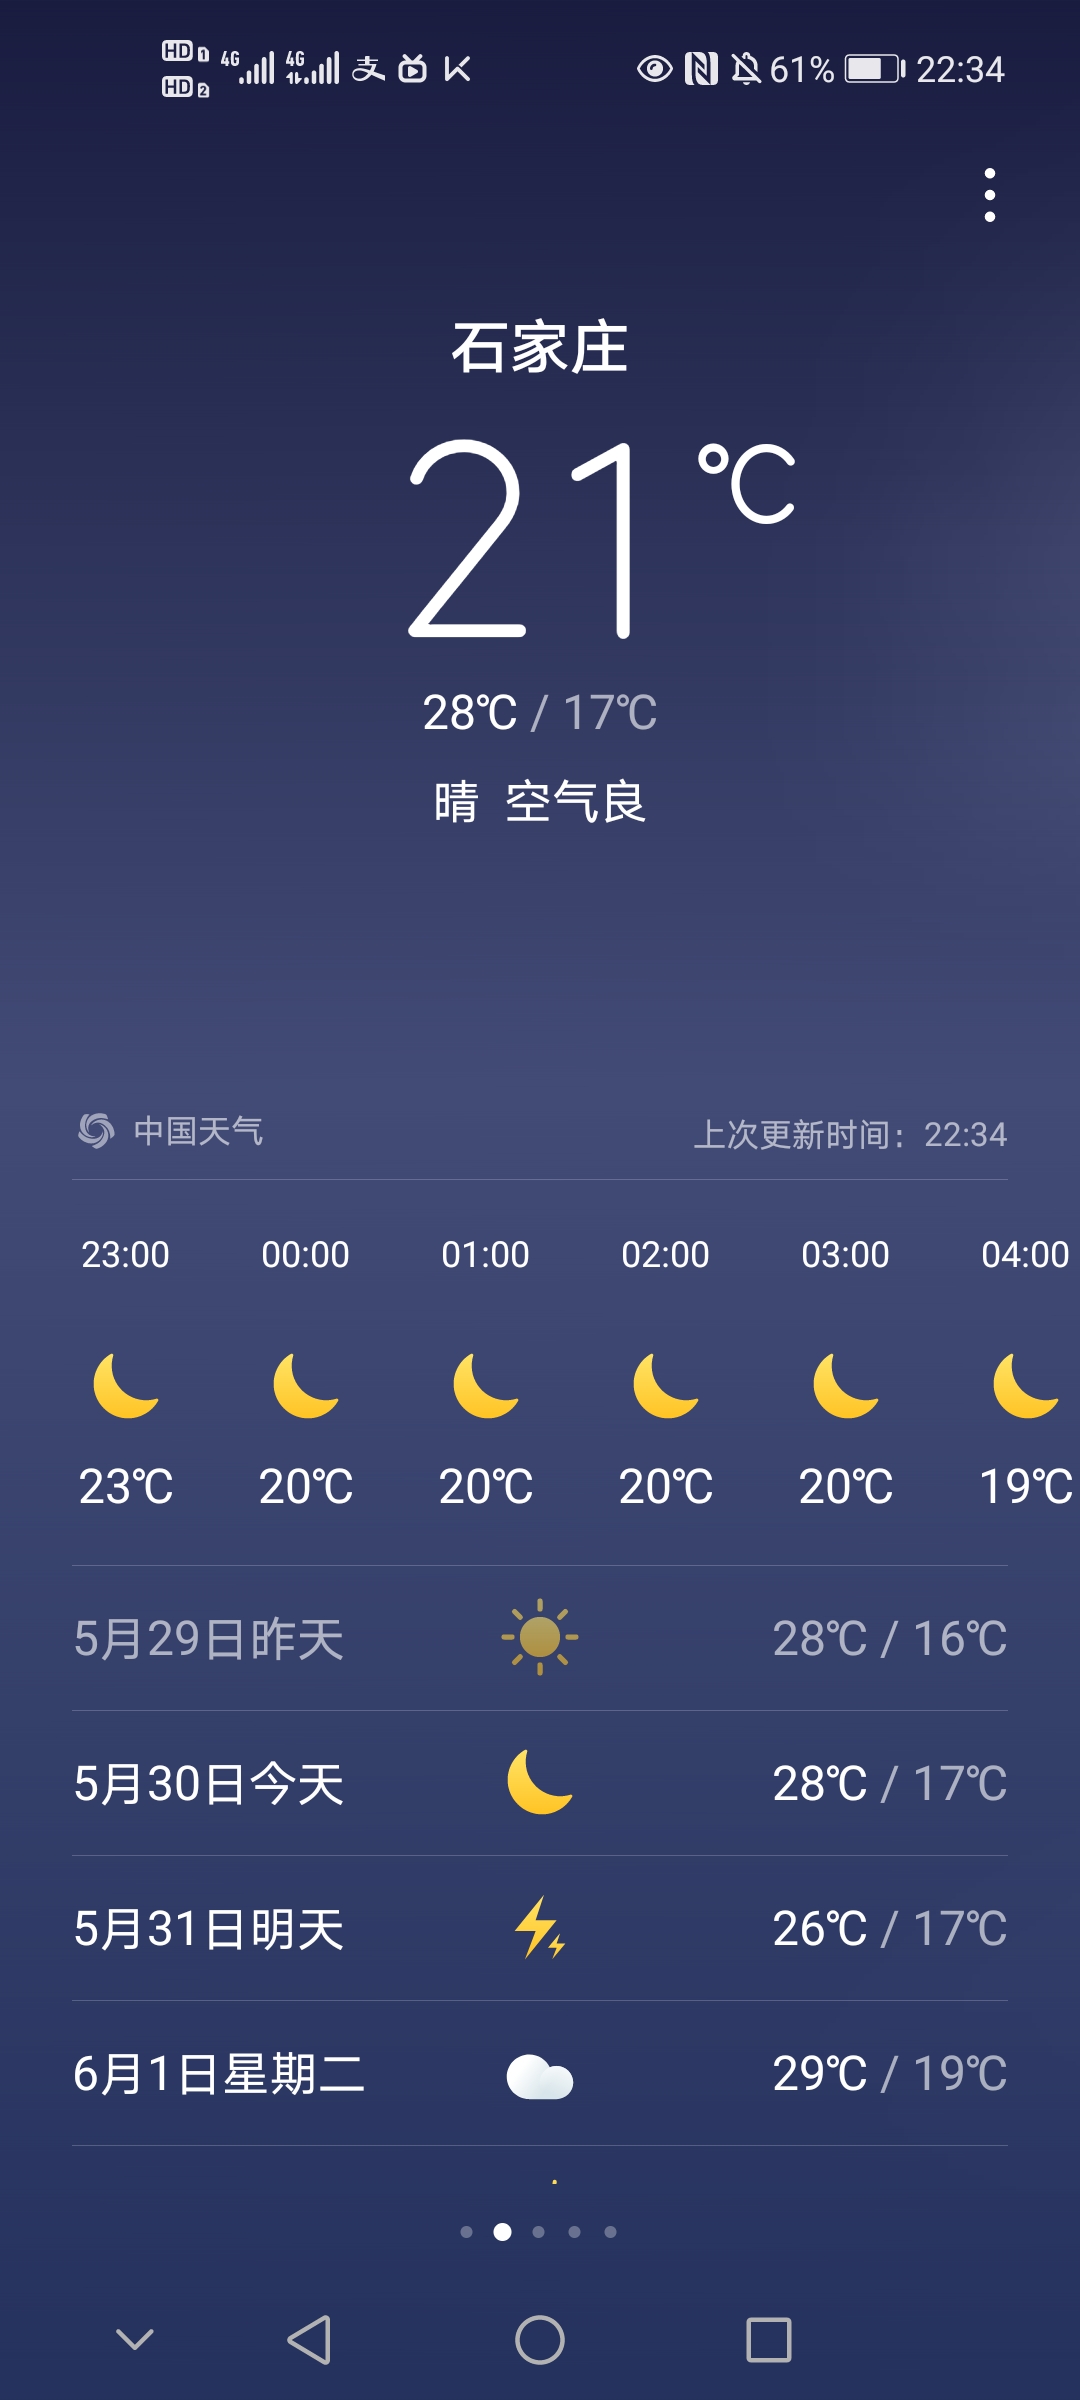 HD 1 4G 4G 支 61% 22:34
HD 2
石家庄
21℃
28℃ / 17℃
晴 空气良
中国天气 上次更新时间：22:34
23:00 00:00 01:00 02:00 03:00 04:00
23℃ 20℃ 20℃ 20℃ 20℃ 19℃
5月29日昨天 28℃ / 16℃
5月30日今天 28℃ / 17℃
5月31日明天 26℃ / 17℃
6月1日星期二 29℃ / 19℃